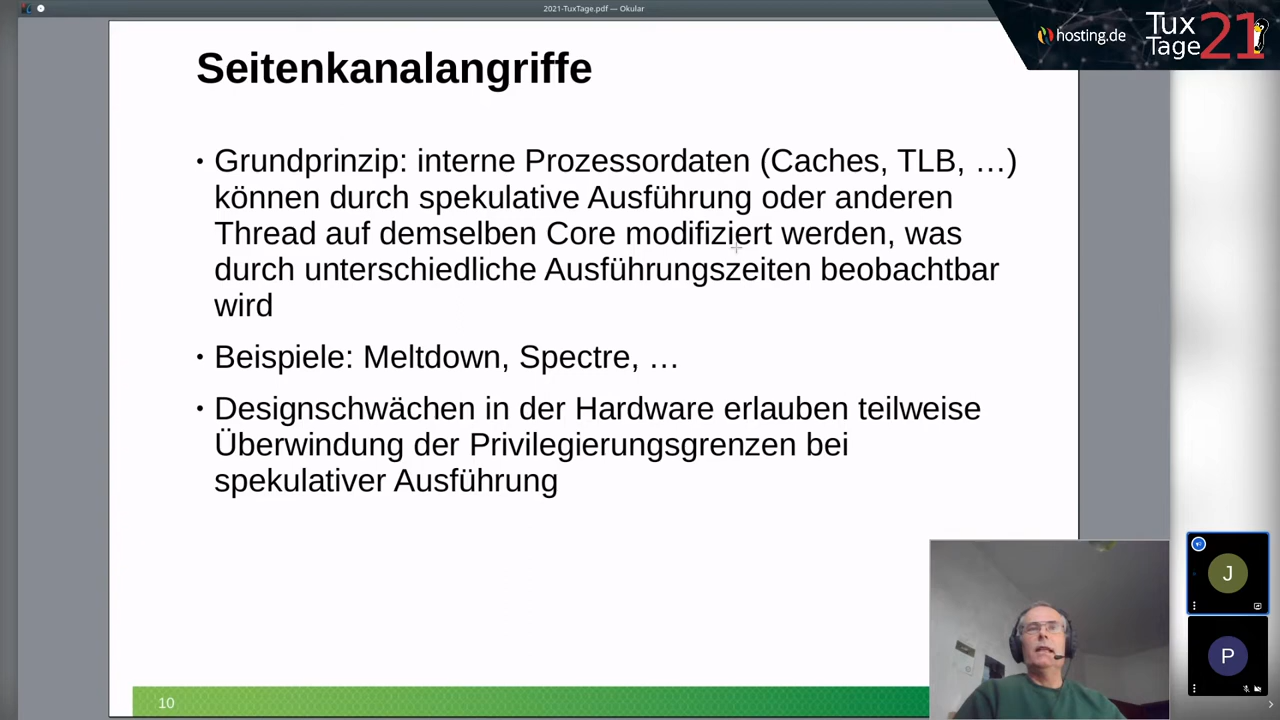 2021-TuxTage.pdf — Okular
hosting.de
Tux
Tage
21
Seitenkanalangriffe
• Grundprinzip: interne Prozessordaten (Caches, TLB, …)
können durch spekulative Ausführung oder anderen
Thread auf demselben Core modifiziert werden, was
durch unterschiedliche Ausführungszeiten beobachtbar
wird
• Beispiele: Meltdown, Spectre, …
• Designschwächen in der Hardware erlauben teilweise
Überwindung der Privilegierungsgrenzen bei
spekulativer Ausführung
J
P
10